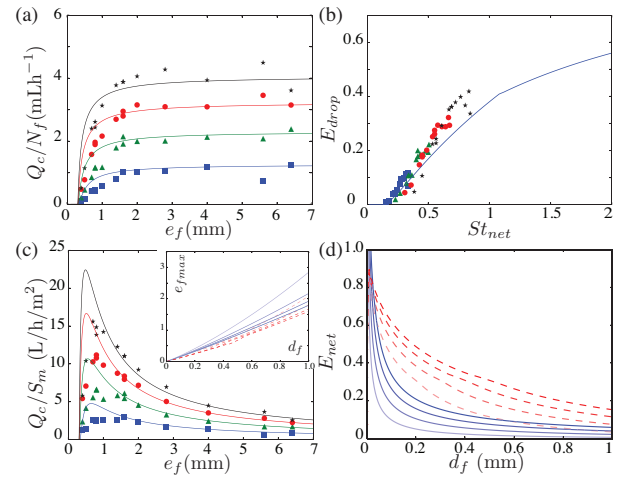 (a)
Q_c/N_f (mLh⁻¹)
6
4
2
0
0 1 2 3 4 5 6 7
e_f (mm)
(b)
E_drop
0.6
0.4
0.2
0.0
0 0.5 1 1.5 2
St_net
(c)
Q_c/S_m (L/h/m²)
25
20
15
10
5
0
0 1 2 3 4 5 6 7
e_f (mm)
e_fmax
3
2
1
0
0.0 0.2 0.4 0.6 0.8 1.0
d_f
(d)
E_net
1.0
0.8
0.6
0.4
0.2
0
0 0.2 0.4 0.6 0.8 1
d_f (mm)